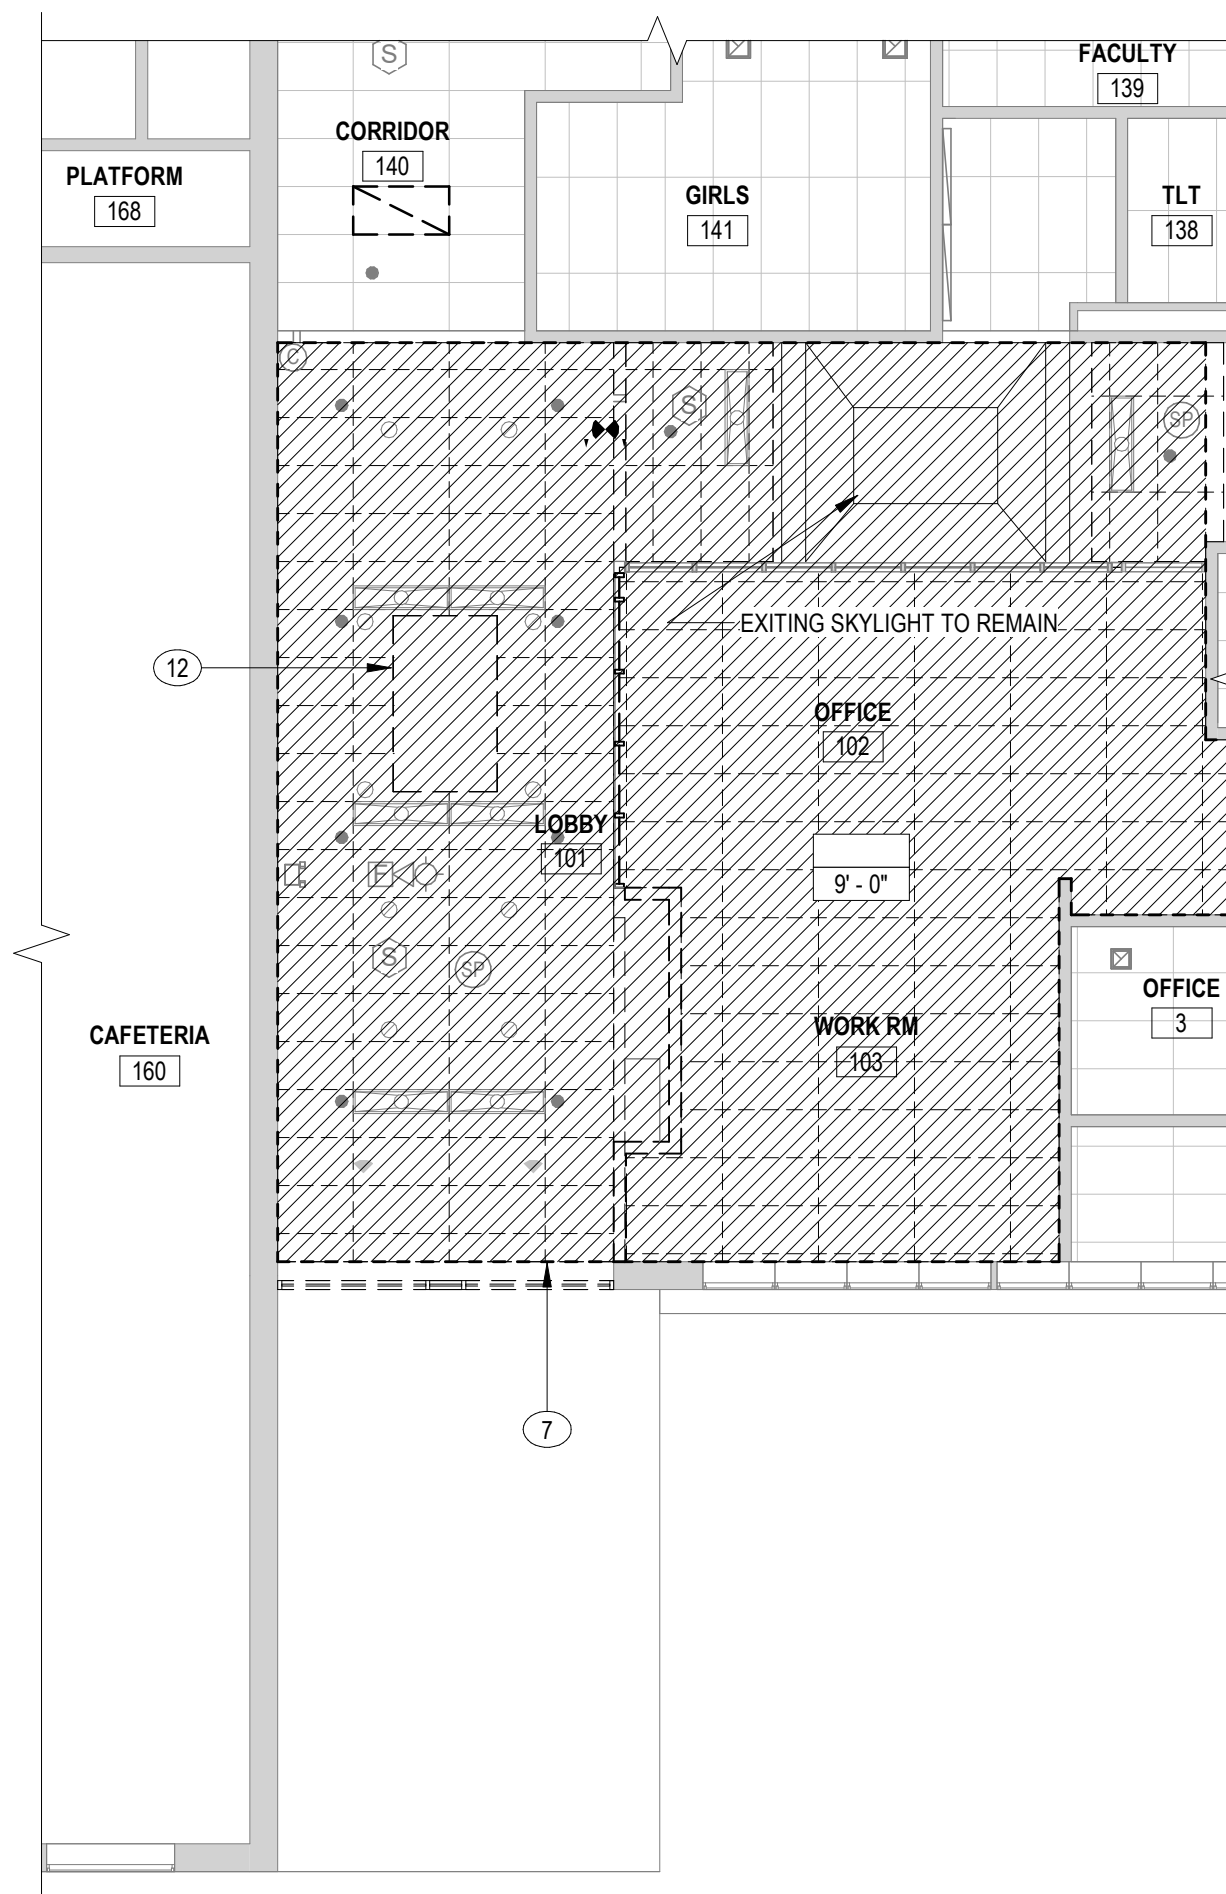 S
FACULTY
139
CORRIDOR
140
PLATFORM
168
GIRLS
141
TLT
138
C
S
SP
EXITING SKYLIGHT TO REMAIN
12
OFFICE
102
LOBBY
101
F
9' - 0"
S
SP
OFFICE
3
WORK RM
103
CAFETERIA
160
7